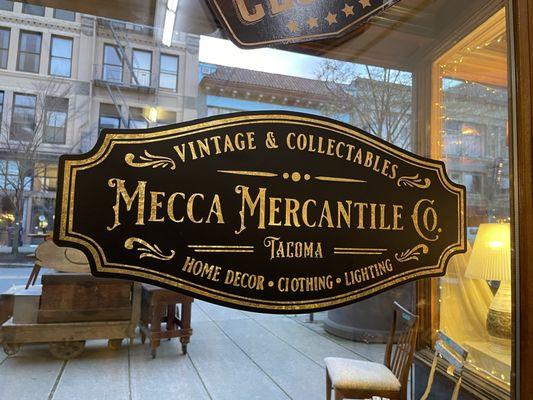 VINTAGE & COLLECTABLES
MECCA MERCANTILE CO.
TACOMA
HOME DECOR • CLOTHING • LIGHTING